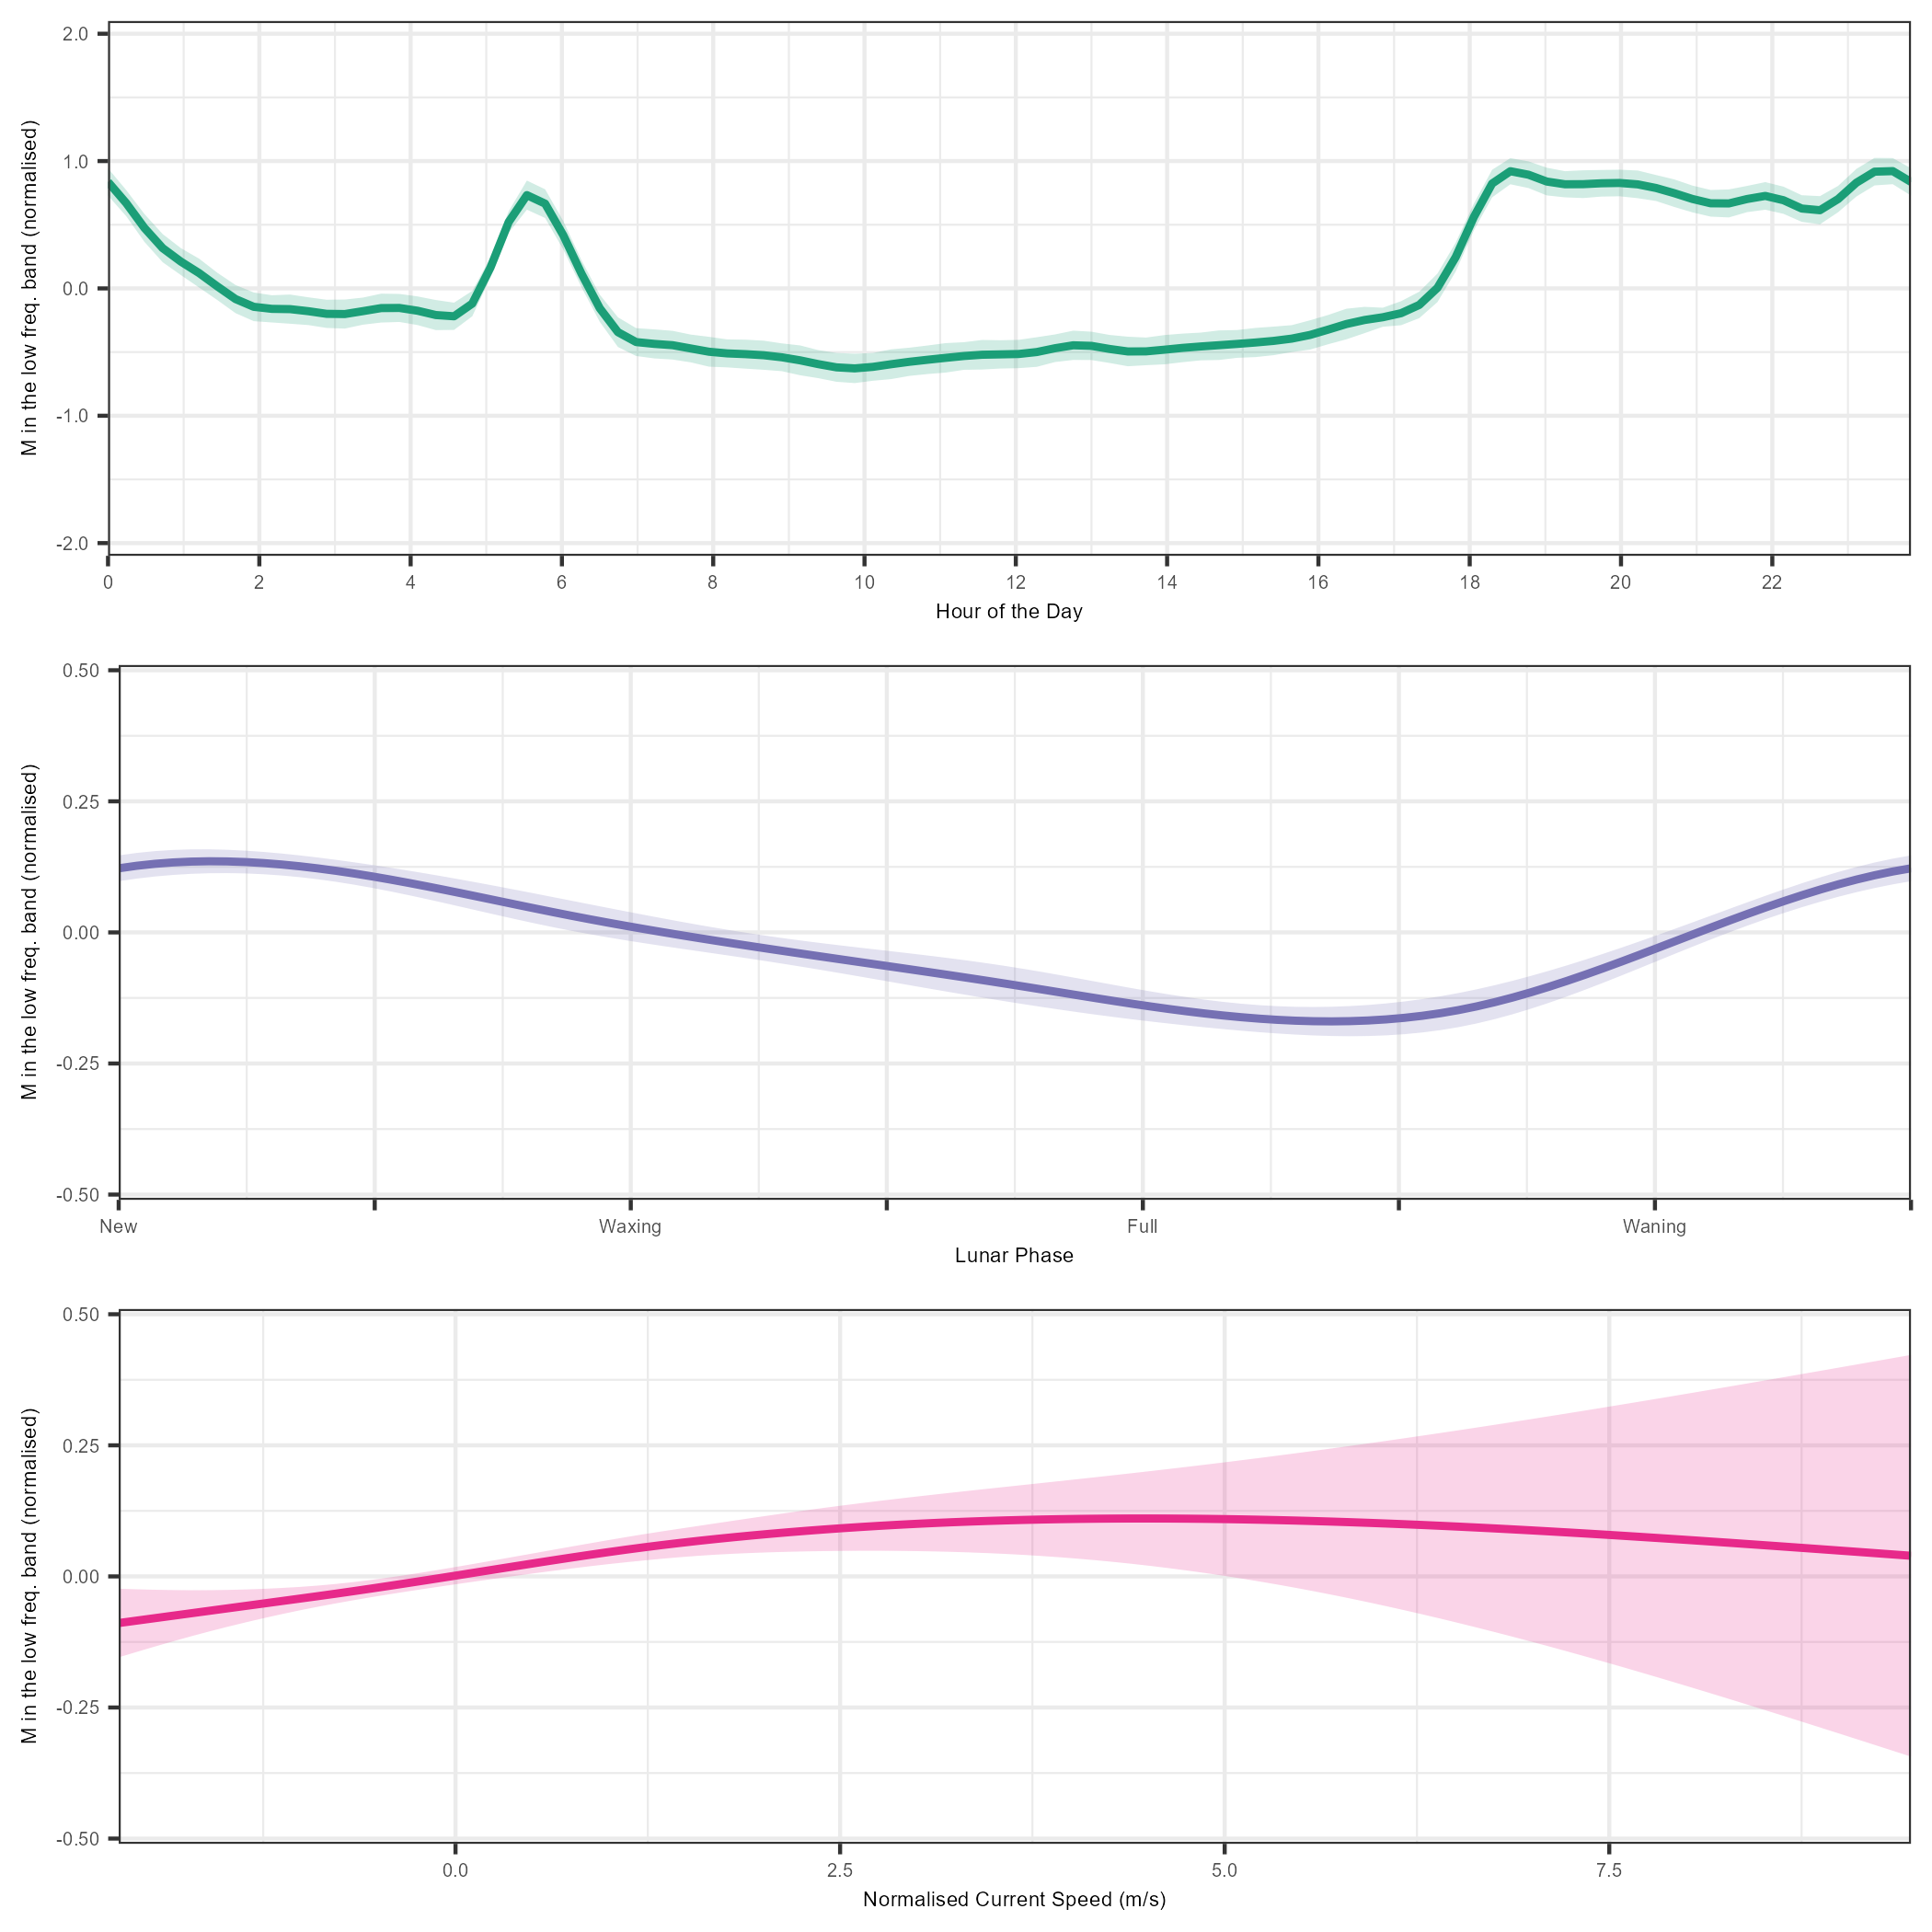 2.0
1.0
0.0
-1.0
-2.0
M in the low freq. band (normalised)
0 2 4 6 8 10 12 14 16 18 20 22
Hour of the Day
0.50
0.25
0.00
-0.25
-0.50
M in the low freq. band (normalised)
New Waxing Full Waning
Lunar Phase
0.50
0.25
0.00
-0.25
-0.50
M in the low freq. band (normalised)
0.0 2.5 5.0 7.5
Normalised Current Speed (m/s)